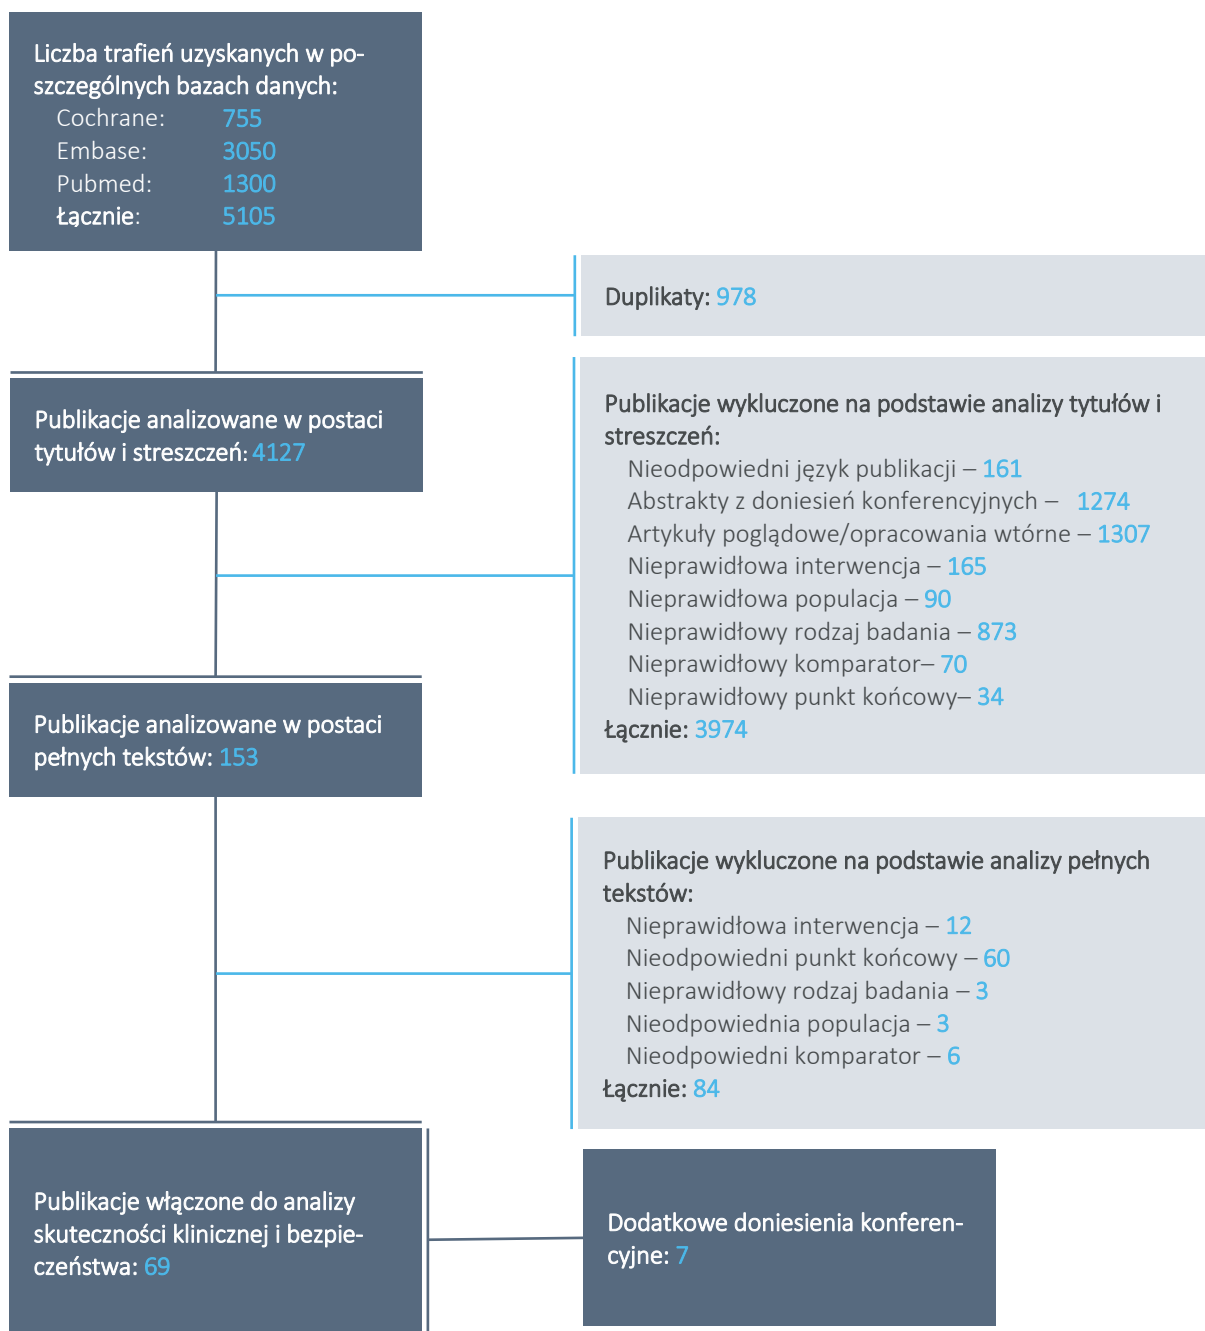 Liczba trafień uzyskanych w po-
szczególnych bazach danych:
Cochrane: 755
Embase: 3050
Pubmed: 1300
Łącznie: 5105
Duplikaty: 978
Publikacje analizowane w postaci
tytułów i streszczeń: 4127
Publikacje wykluczone na podstawie analizy tytułów i
streszczeń:
Nieodpowiedni język publikacji – 161
Abstrakty z doniesień konferencyjnych – 1274
Artykuły poglądowe/opracowania wtórne – 1307
Nieprawidłowa interwencja – 165
Nieprawidłowa populacja – 90
Nieprawidłowy rodzaj badania – 873
Nieprawidłowy komparator– 70
Nieprawidłowy punkt końcowy– 34
Łącznie: 3974
Publikacje analizowane w postaci
pełnych tekstów: 153
Publikacje wykluczone na podstawie analizy pełnych
tekstów:
Nieprawidłowa interwencja – 12
Nieodpowiedni punkt końcowy – 60
Nieprawidłowy rodzaj badania – 3
Nieodpowiednia populacja – 3
Nieodpowiedni komparator – 6
Łącznie: 84
Publikacje włączone do analizy
skuteczności klinicznej i bezpie-
czeństwa: 69
Dodatkowe doniesienia konferen-
cyjne: 7